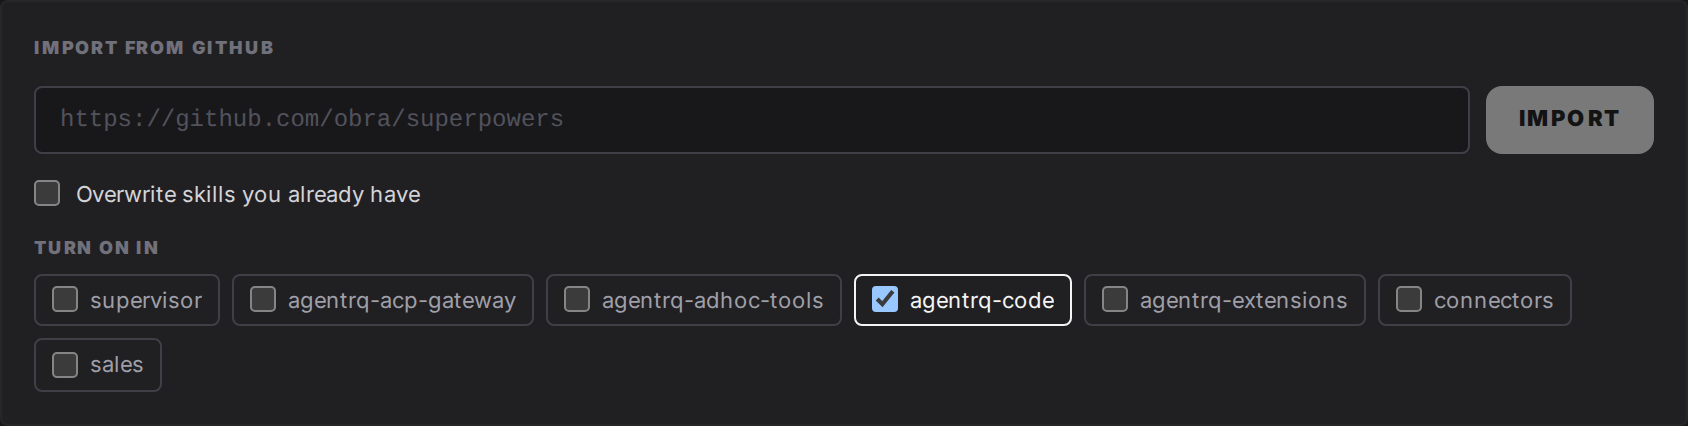 IMPORT FROM GITHUB
https://github.com/obra/superpowers
IMPORT
Overwrite skills you already have
TURN ON IN
supervisor agentrq-acp-gateway agentrq-adhoc-tools agentrq-code agentrq-extensions connectors
sales